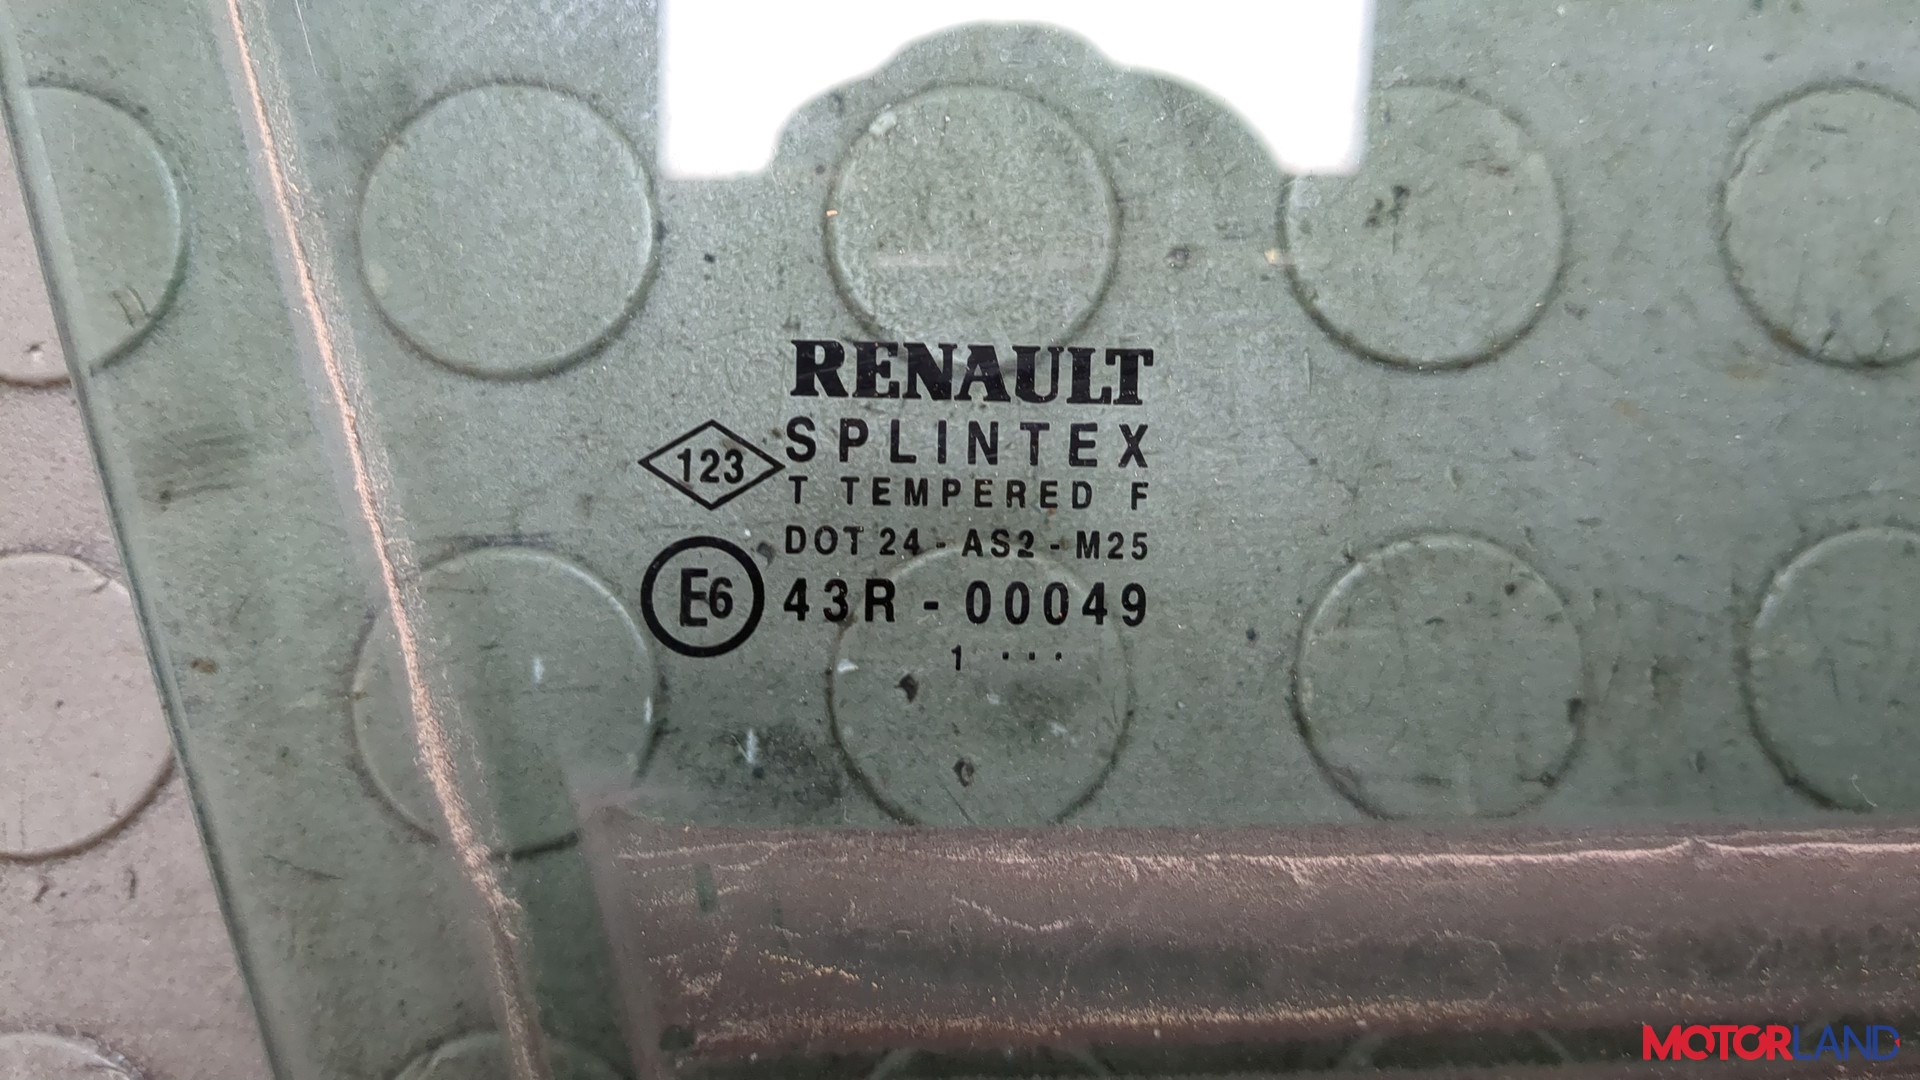 RENAULT
SPLINTEX
123
T TEMPERED F
DOT 24 - AS2 - M25
E6 43R - 00049
1 ...
MOTORLAND